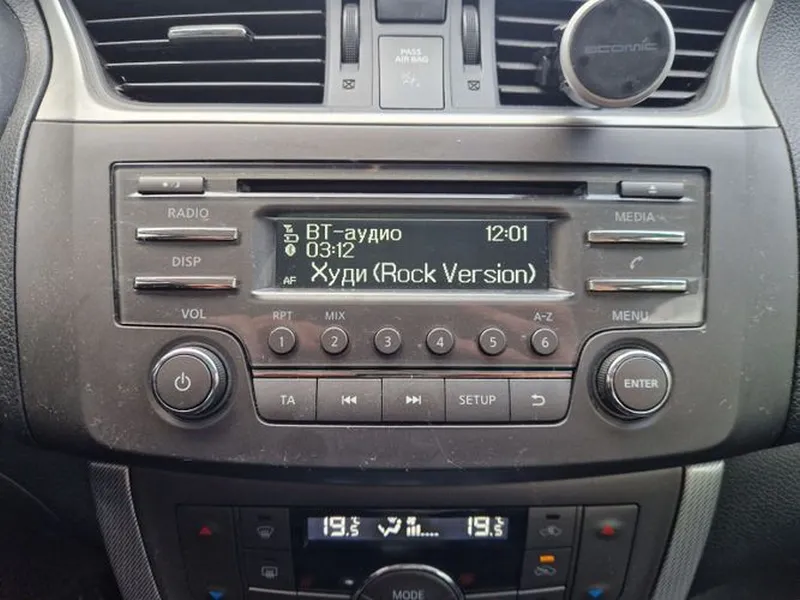 PASS
AIR BAG
ECOMIC
RADIO
MEDIA
BT-аудио 12:01
03:12
AF Худи (Rock Version)
DISP
VOL
RPT MIX A-Z
MENU
1 2 3 4 5 6
TA SETUP
ENTER
19.5 19.5
MODE